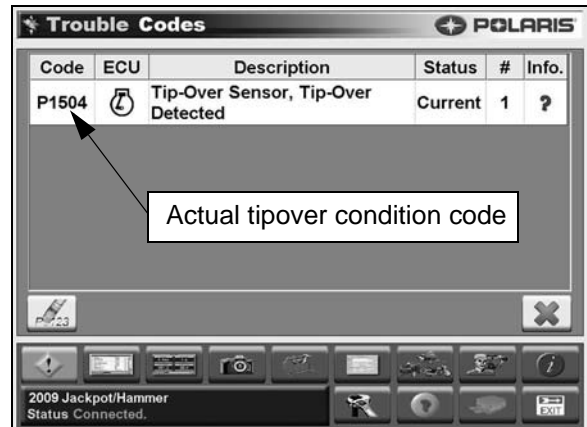 Trouble Codes
POLARIS
Code ECU Description Status # Info.
P1504 Tip-Over Sensor, Tip-Over Detected Current 1 ?
Actual tipover condition code
2009 Jackpot/Hammer
Status Connected.
EXIT